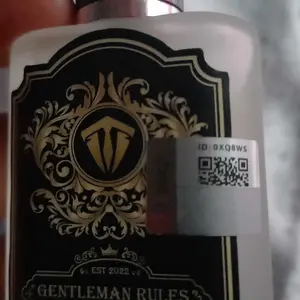 ID: 0XQ8WS
EST 2022
GENTLEMAN RULES